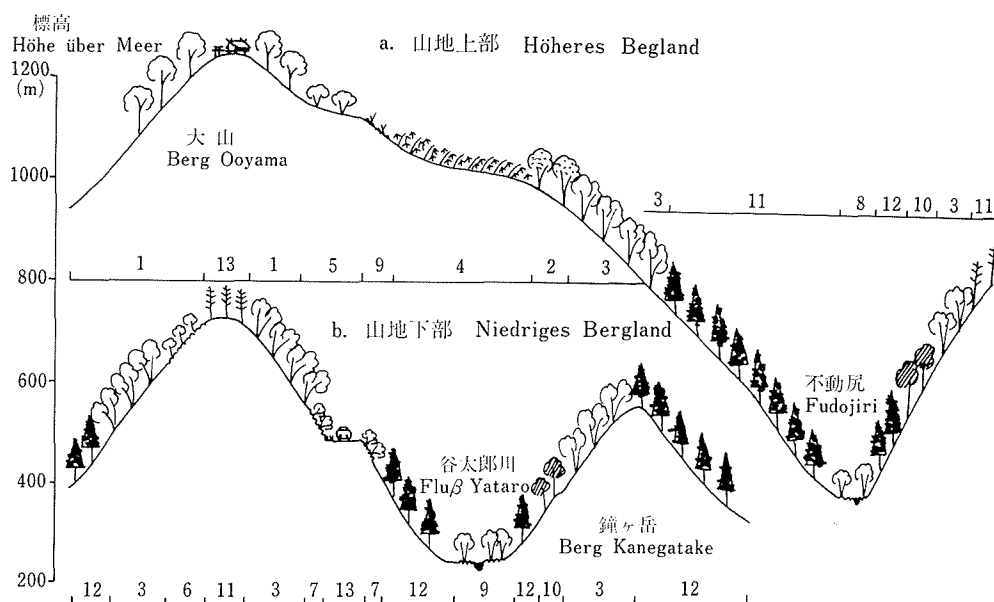 標高
Höhe über Meer
a. 山地上部 Höheres Begland
1200
(m)
大山
Berg Ooyama
1000
3 11 8 12 10 3 11
800
1 13 1 5 9 4 2 3
b. 山地下部 Niedriges Bergland
600
不動尻
Fudojiri
400
谷太郎川
Fluβ Yataro
鐘ヶ岳
Berg Kanegatake
200
12 3 6 11 3 7 13 7 12 9 12 10 3 12